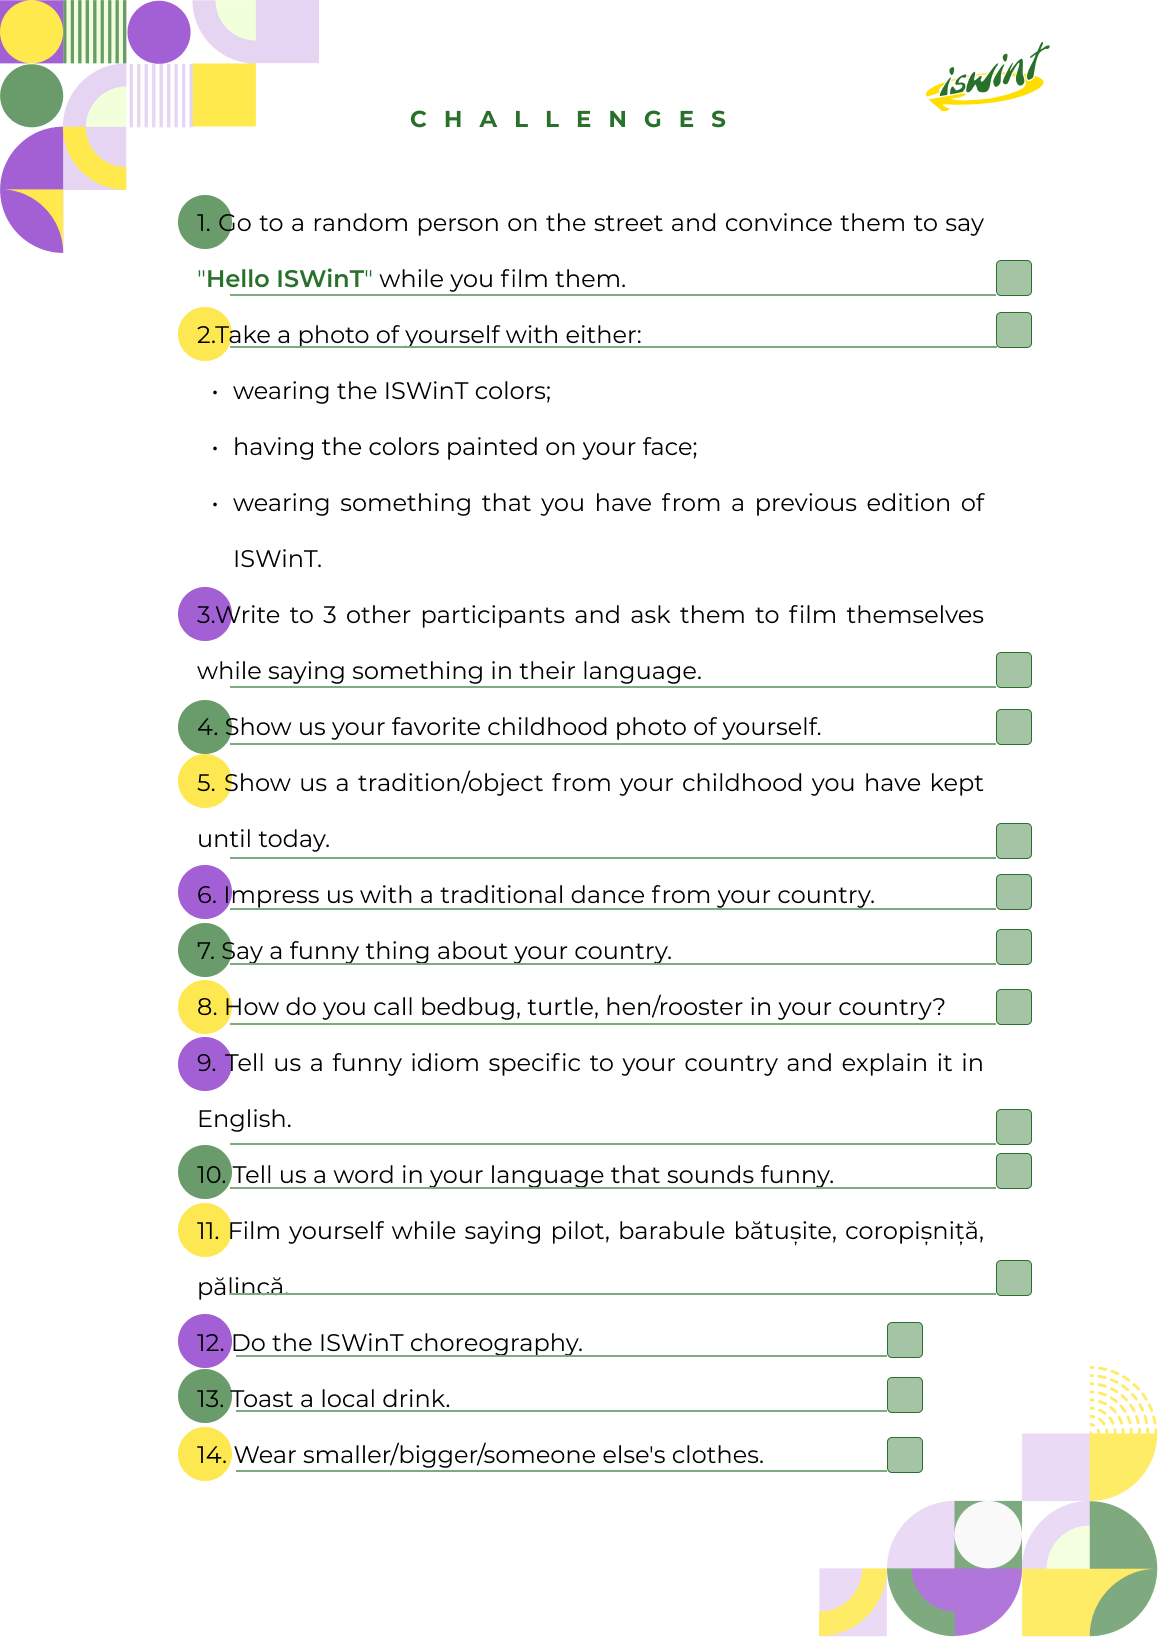 iswinT
CHALLENGES
1. Go to a random person on the street and convince them to say
"Hello ISWinT" while you film them.
2.Take a photo of yourself with either:
• wearing the ISWinT colors;
• having the colors painted on your face;
• wearing something that you have from a previous edition of
ISWinT.
3.Write to 3 other participants and ask them to film themselves
while saying something in their language.
4. Show us your favorite childhood photo of yourself.
5. Show us a tradition/object from your childhood you have kept
until today.
6. Impress us with a traditional dance from your country.
7. Say a funny thing about your country.
8. How do you call bedbug, turtle, hen/rooster in your country?
9. Tell us a funny idiom specific to your country and explain it in
English.
10. Tell us a word in your language that sounds funny.
11. Film yourself while saying pilot, barabule bătușite, coropișniță,
pălincă.
12. Do the ISWinT choreography.
13. Toast a local drink.
14. Wear smaller/bigger/someone else's clothes.